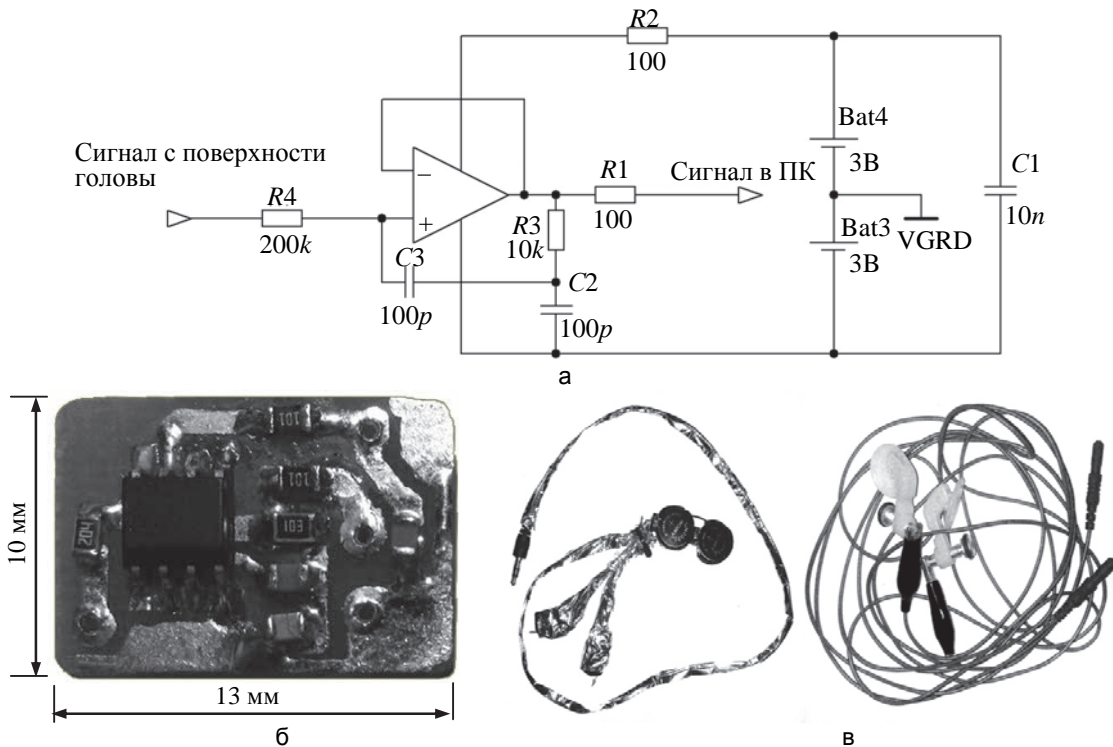 R2
100
Bat4
3В
Сигнал с поверхности
головы
R4
200k
−
+
R1
100
Сигнал в ПК
R3
10k
C3
100p
C2
100p
Bat3
3В
VGRD
C1
10n
а
10 мм
101
101
E01
204
13 мм
б
в